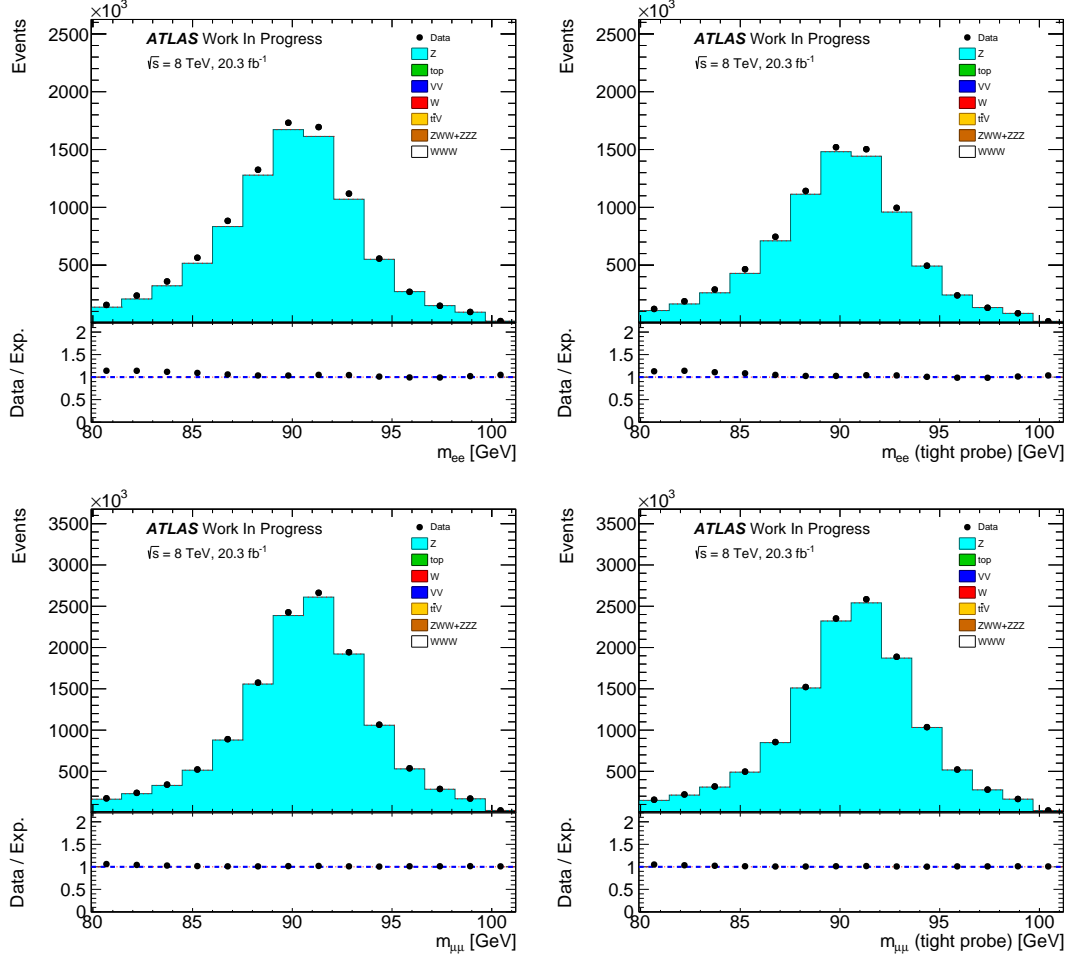 ×10³
Events
2500
2000
1500
1000
500
ATLAS Work In Progress
√s = 8 TeV, 20.3 fb⁻¹
Data
Z
top
VV
W
tt̄V
ZWW+ZZZ
WWW
Data / Exp.
2
1.5
1
0.5
0
80 85 90 95 100
m_ee [GeV]
×10³
Events
2500
2000
1500
1000
500
ATLAS Work In Progress
√s = 8 TeV, 20.3 fb⁻¹
Data
Z
top
VV
W
tt̄V
ZWW+ZZZ
WWW
Data / Exp.
2
1.5
1
0.5
0
80 85 90 95 100
m_ee (tight probe) [GeV]
×10³
Events
3500
3000
2500
2000
1500
1000
500
ATLAS Work In Progress
√s = 8 TeV, 20.3 fb⁻¹
Data
Z
top
W
VV
tt̄V
ZWW+ZZZ
WWW
Data / Exp.
2
1.5
1
0.5
0
80 85 90 95 100
m_μμ [GeV]
×10³
Events
3500
3000
2500
2000
1500
1000
500
ATLAS Work In Progress
√s = 8 TeV, 20.3 fb⁻¹
Data
Z
top
VV
W
tt̄V
ZWW+ZZZ
WWW
Data / Exp.
2
1.5
1
0.5
0
80 85 90 95 100
m_μμ (tight probe) [GeV]